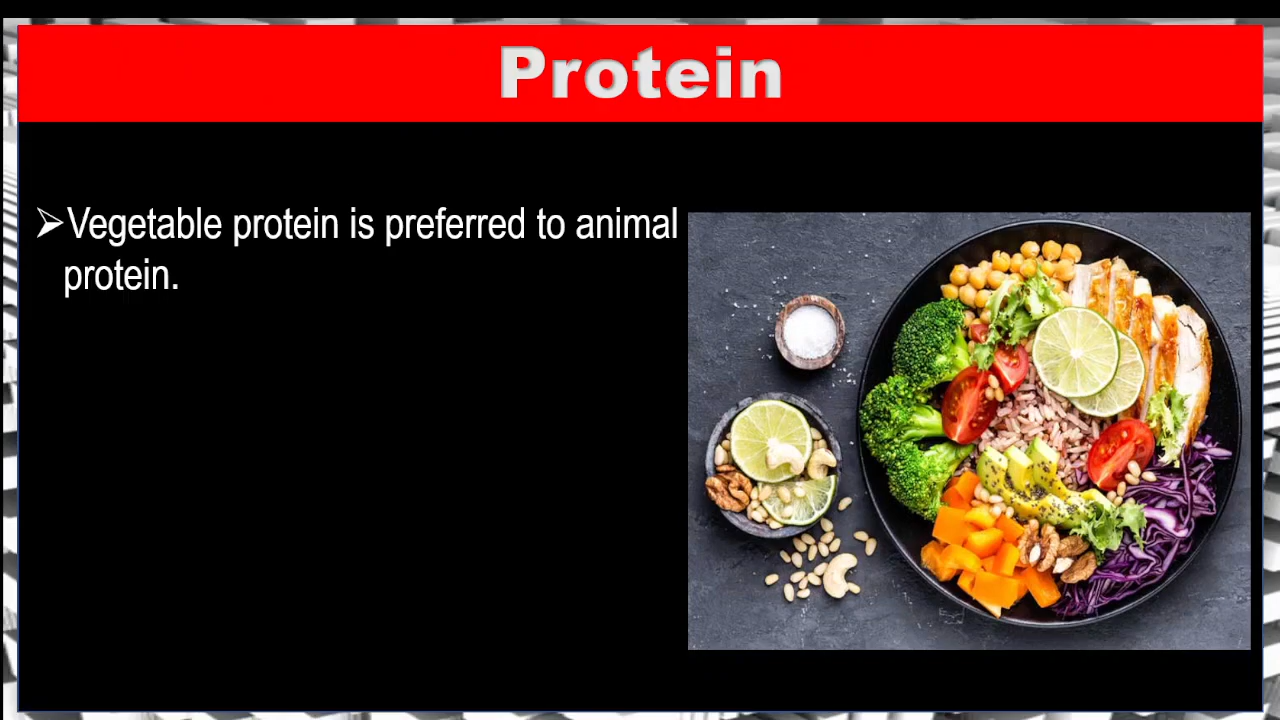 Protein
➢Vegetable protein is preferred to animal
protein.